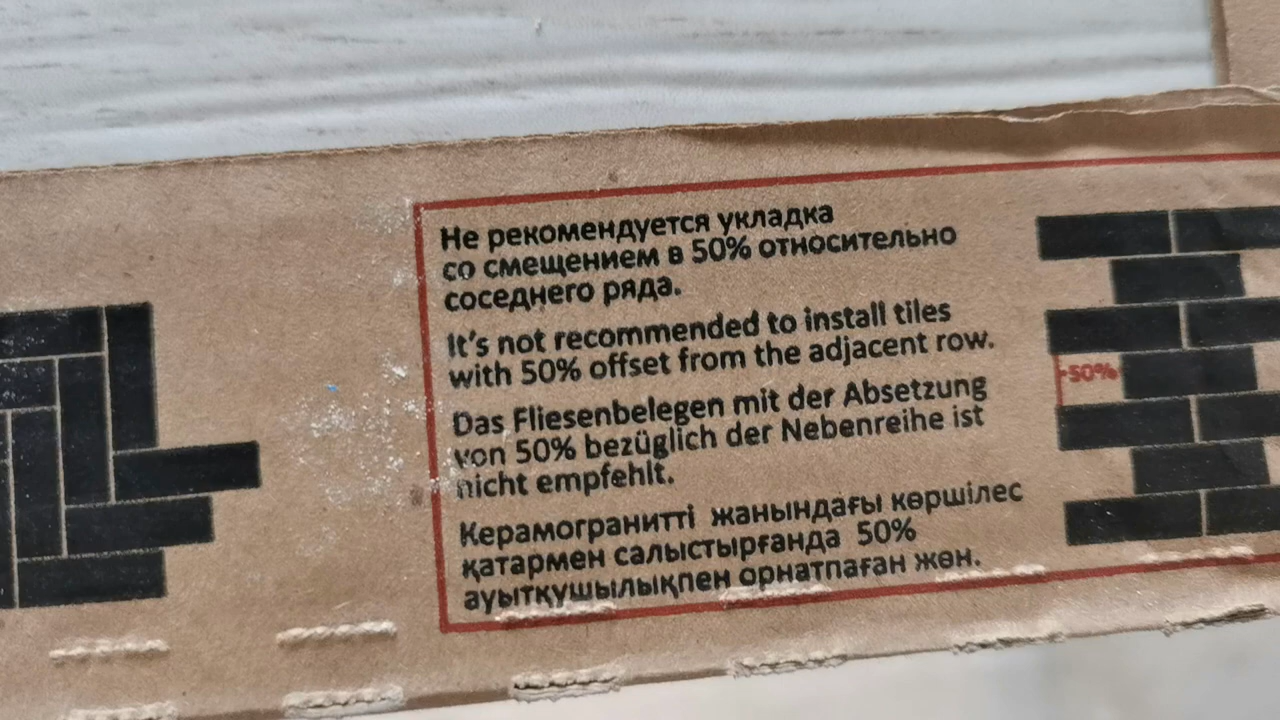 Не рекомендуется укладка
со смещением в 50% относительно
соседнего ряда.
It's not recommended to install tiles
with 50% offset from the adjacent row.
Das Fliesenbelegen mit der Absetzung
von 50% bezüglich der Nebenreihe ist
nicht empfehlt.
Керамогранитті жанындағы көршілес
қатармен салыстырғанда 50%
ауытқушылықпен орнатпаған жөн.
50%